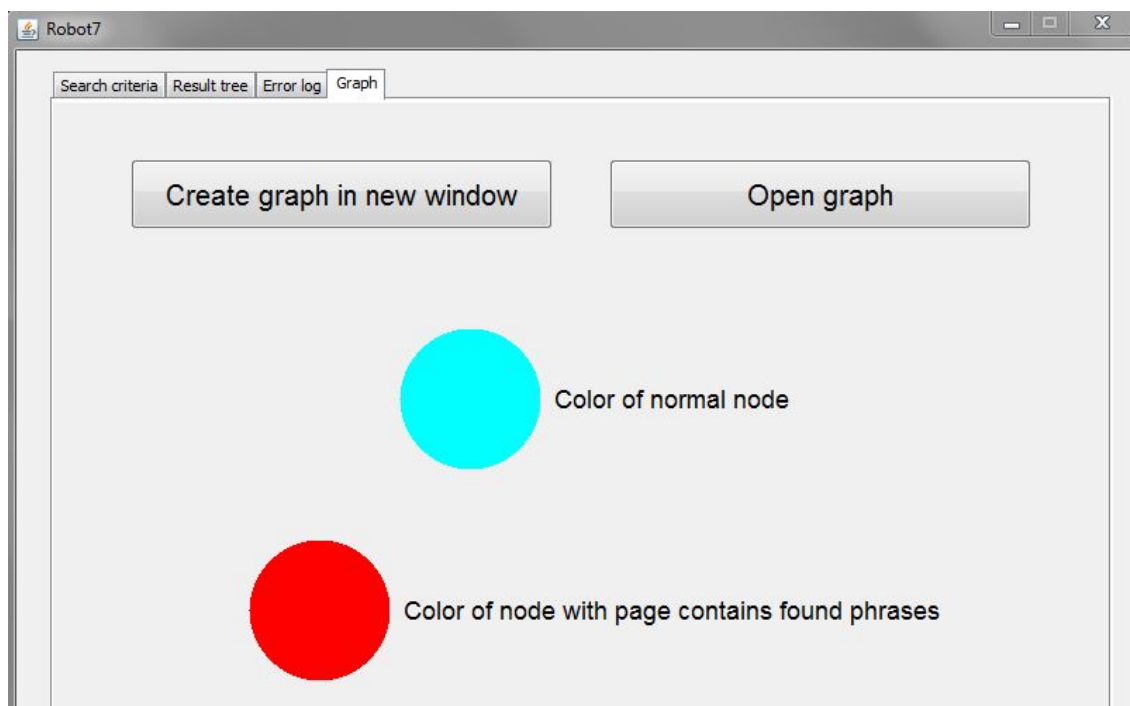 Robot7
Search criteria Result tree Error log Graph
Create graph in new window Open graph
Color of normal node
Color of node with page contains found phrases